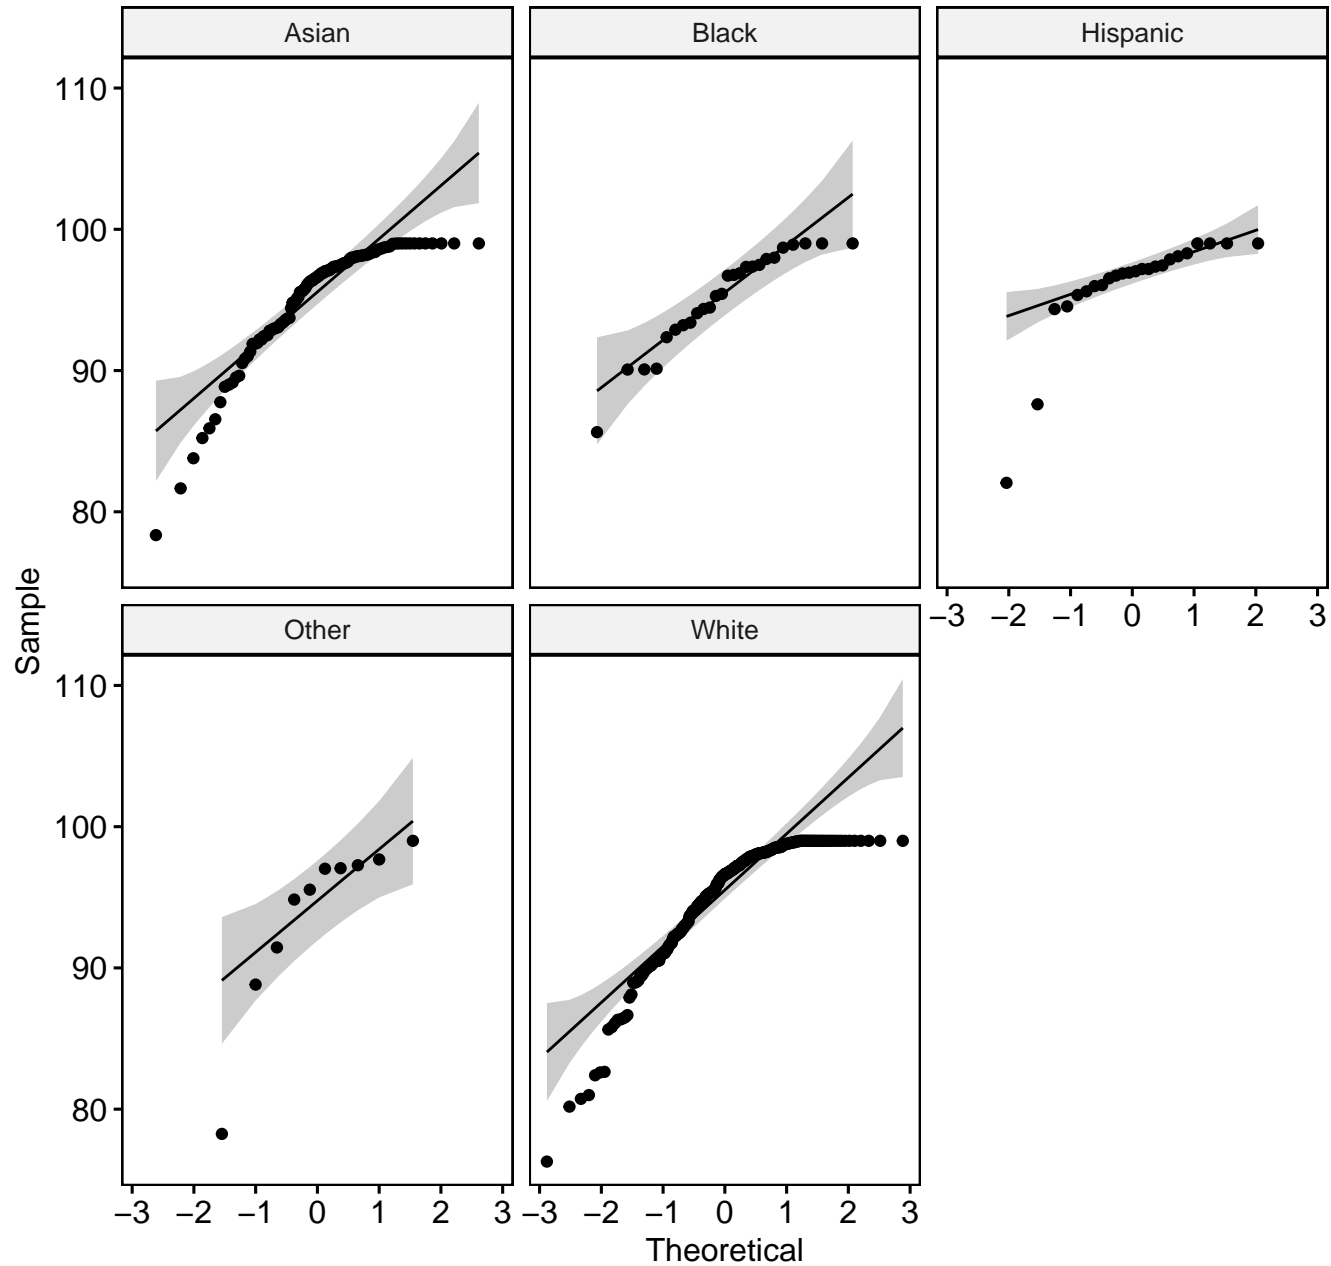 Asian Black Hispanic
110
100
90
80
−3 −2 −1 0 1 2 3
Other White
110
100
90
80
−3 −2 −1 0 1 2 3 −3 −2 −1 0 1 2 3
Sample
Theoretical